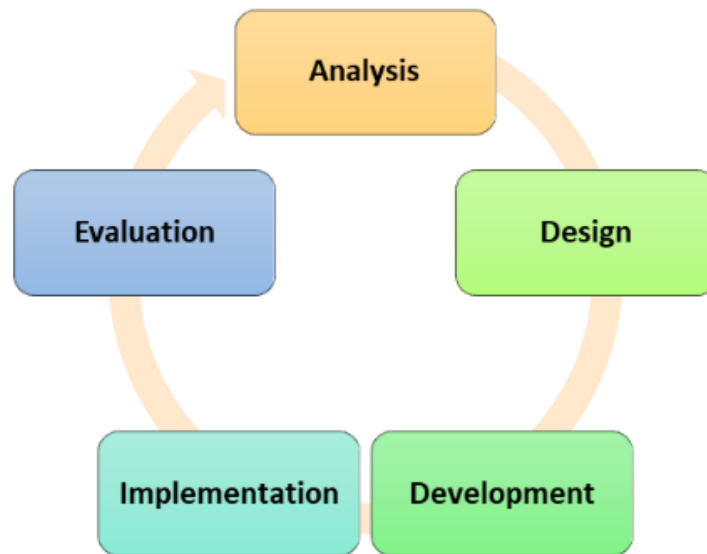 Analysis
Design
Development
Implementation
Evaluation